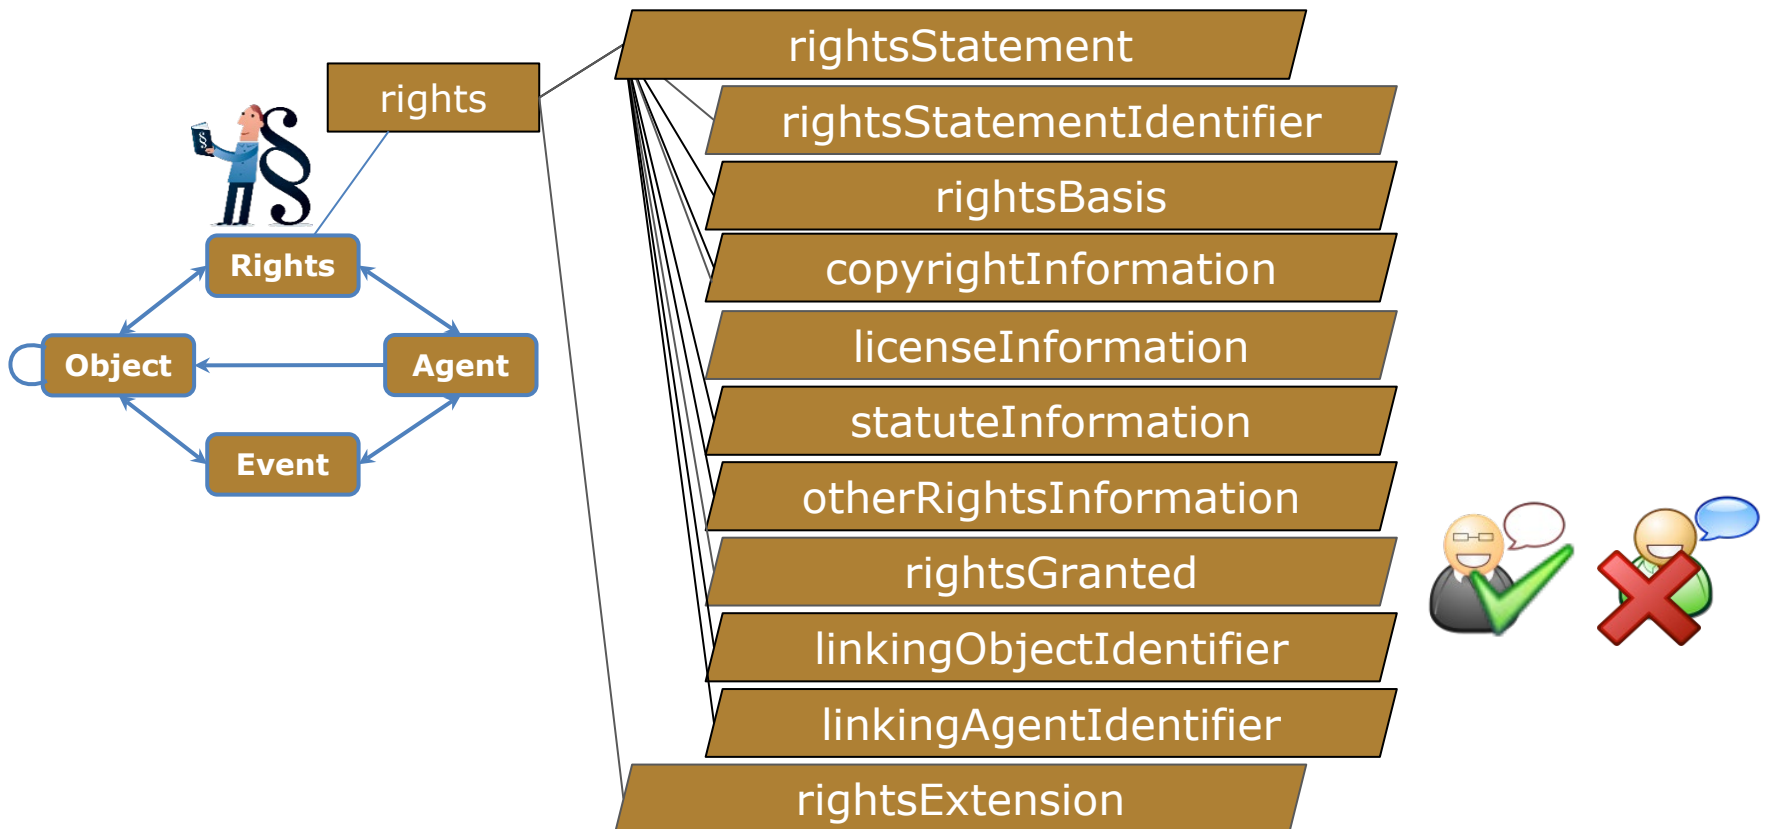 rightsStatement
rights
rightsStatementIdentifier
§
§
rightsBasis
Rights
copyrightInformation
licenseInformation
Object
Agent
statuteInformation
Event
otherRightsInformation
rightsGranted
linkingObjectIdentifier
linkingAgentIdentifier
rightsExtension